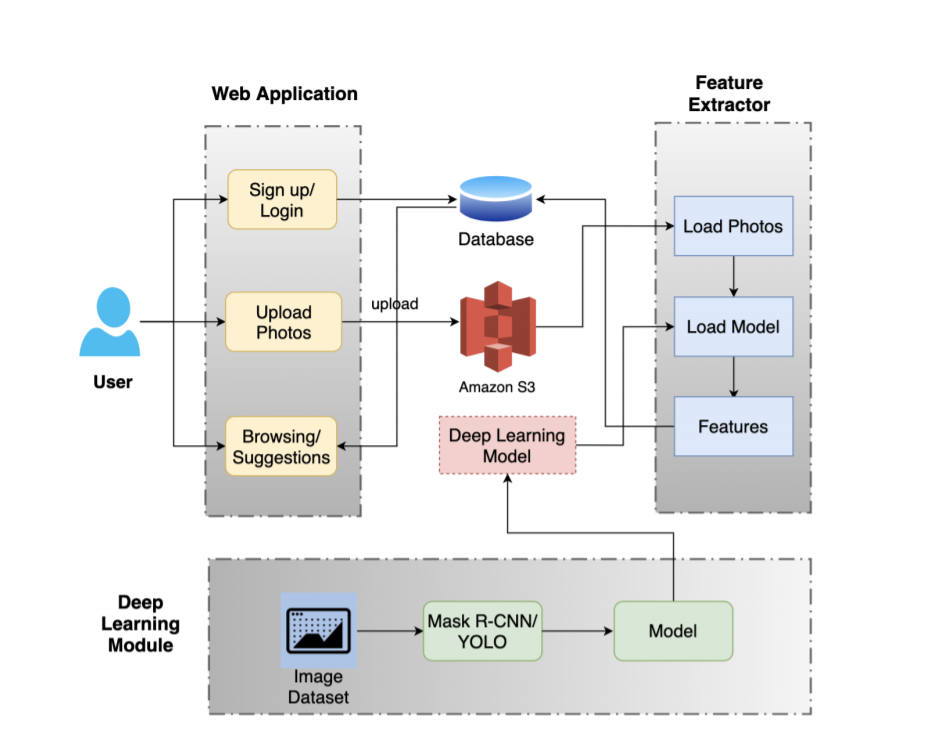 Web Application
Feature
Extractor
Sign up/
Login
Database
Load Photos
upload
Upload
Photos
Load Model
User
Amazon S3
Browsing/
Suggestions
Deep Learning
Model
Features
Deep
Learning
Module
Mask R-CNN/
YOLO
Model
Image
Dataset